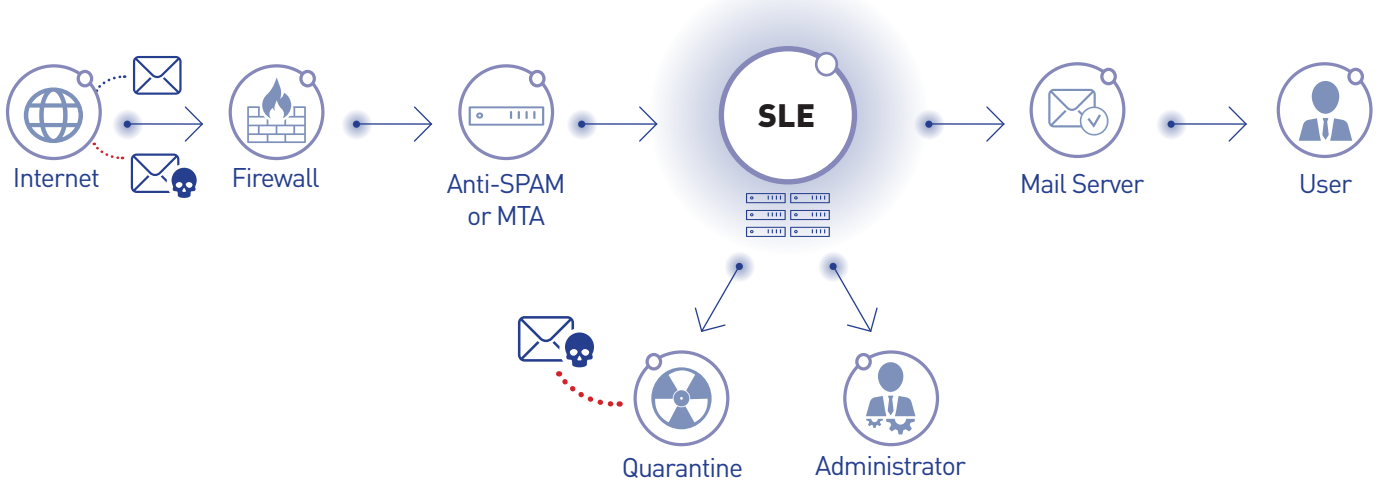 SLE
Internet
Firewall
Anti-SPAM
or MTA
Mail Server
User
Quarantine
Administrator